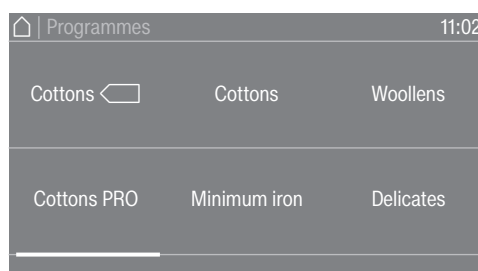 | Programmes 11:02
Cottons Cottons Woollens
Cottons PRO Minimum iron Delicates